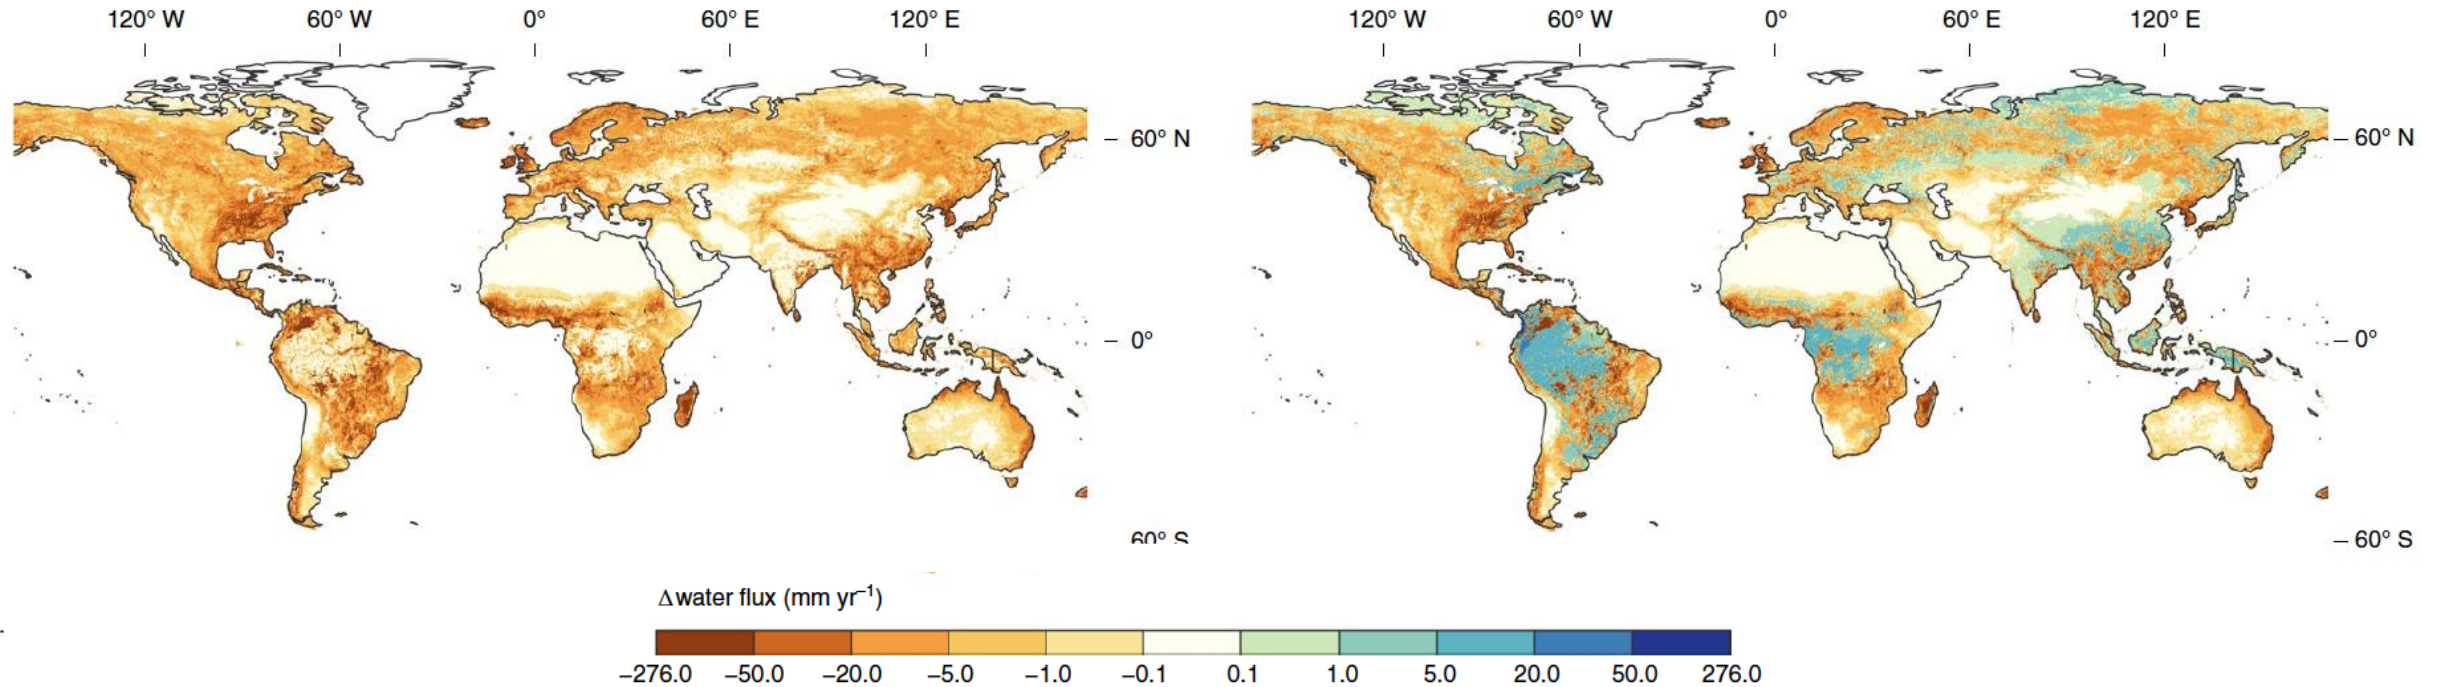 120° W 60° W 0° 60° E 120° E 120° W 60° W 0° 60° E 120° E
60° N 60° N
0° 0°
60° S 60° S
Δwater flux (mm yr⁻¹)
−276.0 −50.0 −20.0 −5.0 −1.0 −0.1 0.1 1.0 5.0 20.0 50.0 276.0